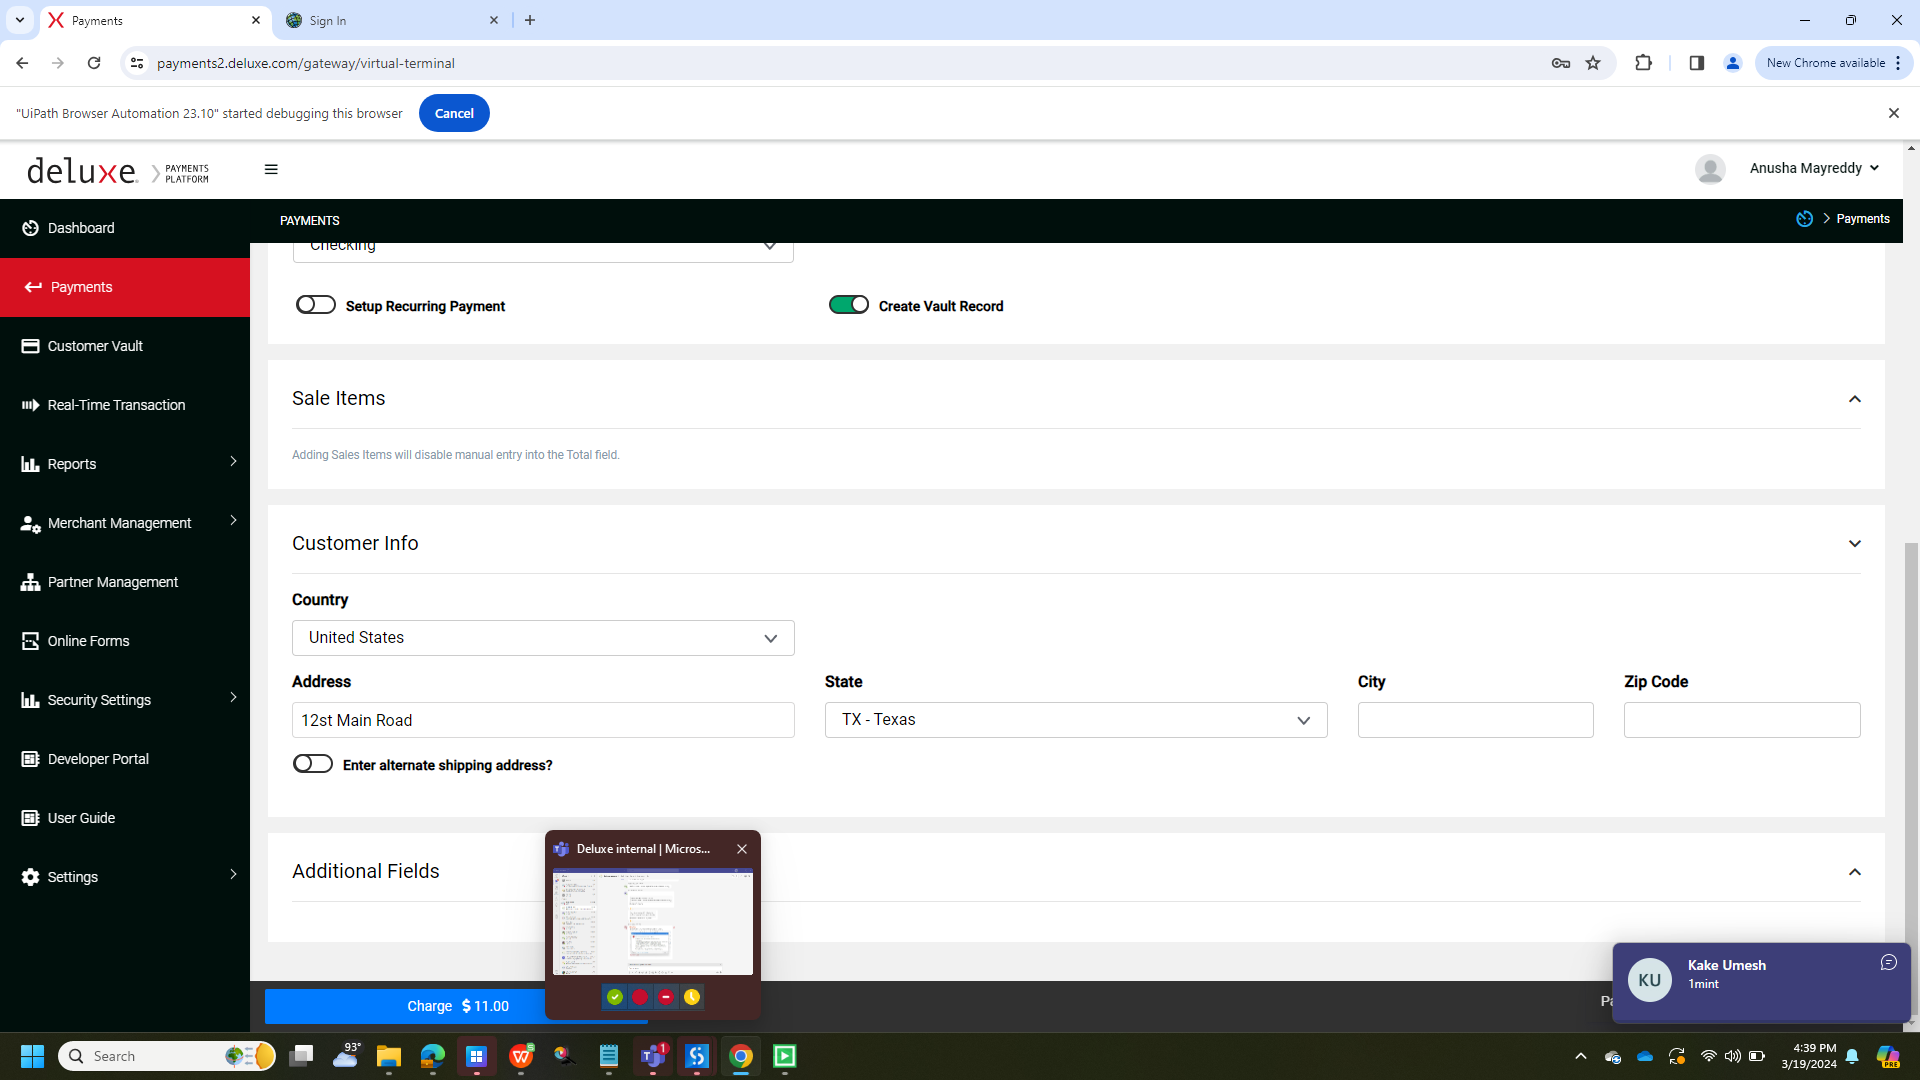 Payments
Sign In
payments2.deluxe.com/gateway/virtual-terminal
New Chrome available
"UiPath Browser Automation 23.10" started debugging this browser
Cancel
deluxe.
PAYMENTS
PLATFORM
Anusha Mayreddy
Dashboard
PAYMENTS
Payments
Payments
Customer Vault
Real-Time Transaction
Reports
Merchant Management
Partner Management
Online Forms
Security Settings
Developer Portal
User Guide
Settings
Checking
Setup Recurring Payment
Create Vault Record
Sale Items
Adding Sales Items will disable manual entry into the Total field.
Customer Info
Country
United States
Address
State
City
Zip Code
12st Main Road
TX - Texas
Enter alternate shipping address?
Additional Fields
Deluxe internal | Micros...
Charge $ 11.00
KU
Kake Umesh
1mint
Search
93°
1
4:39 PM
3/19/2024
PRE